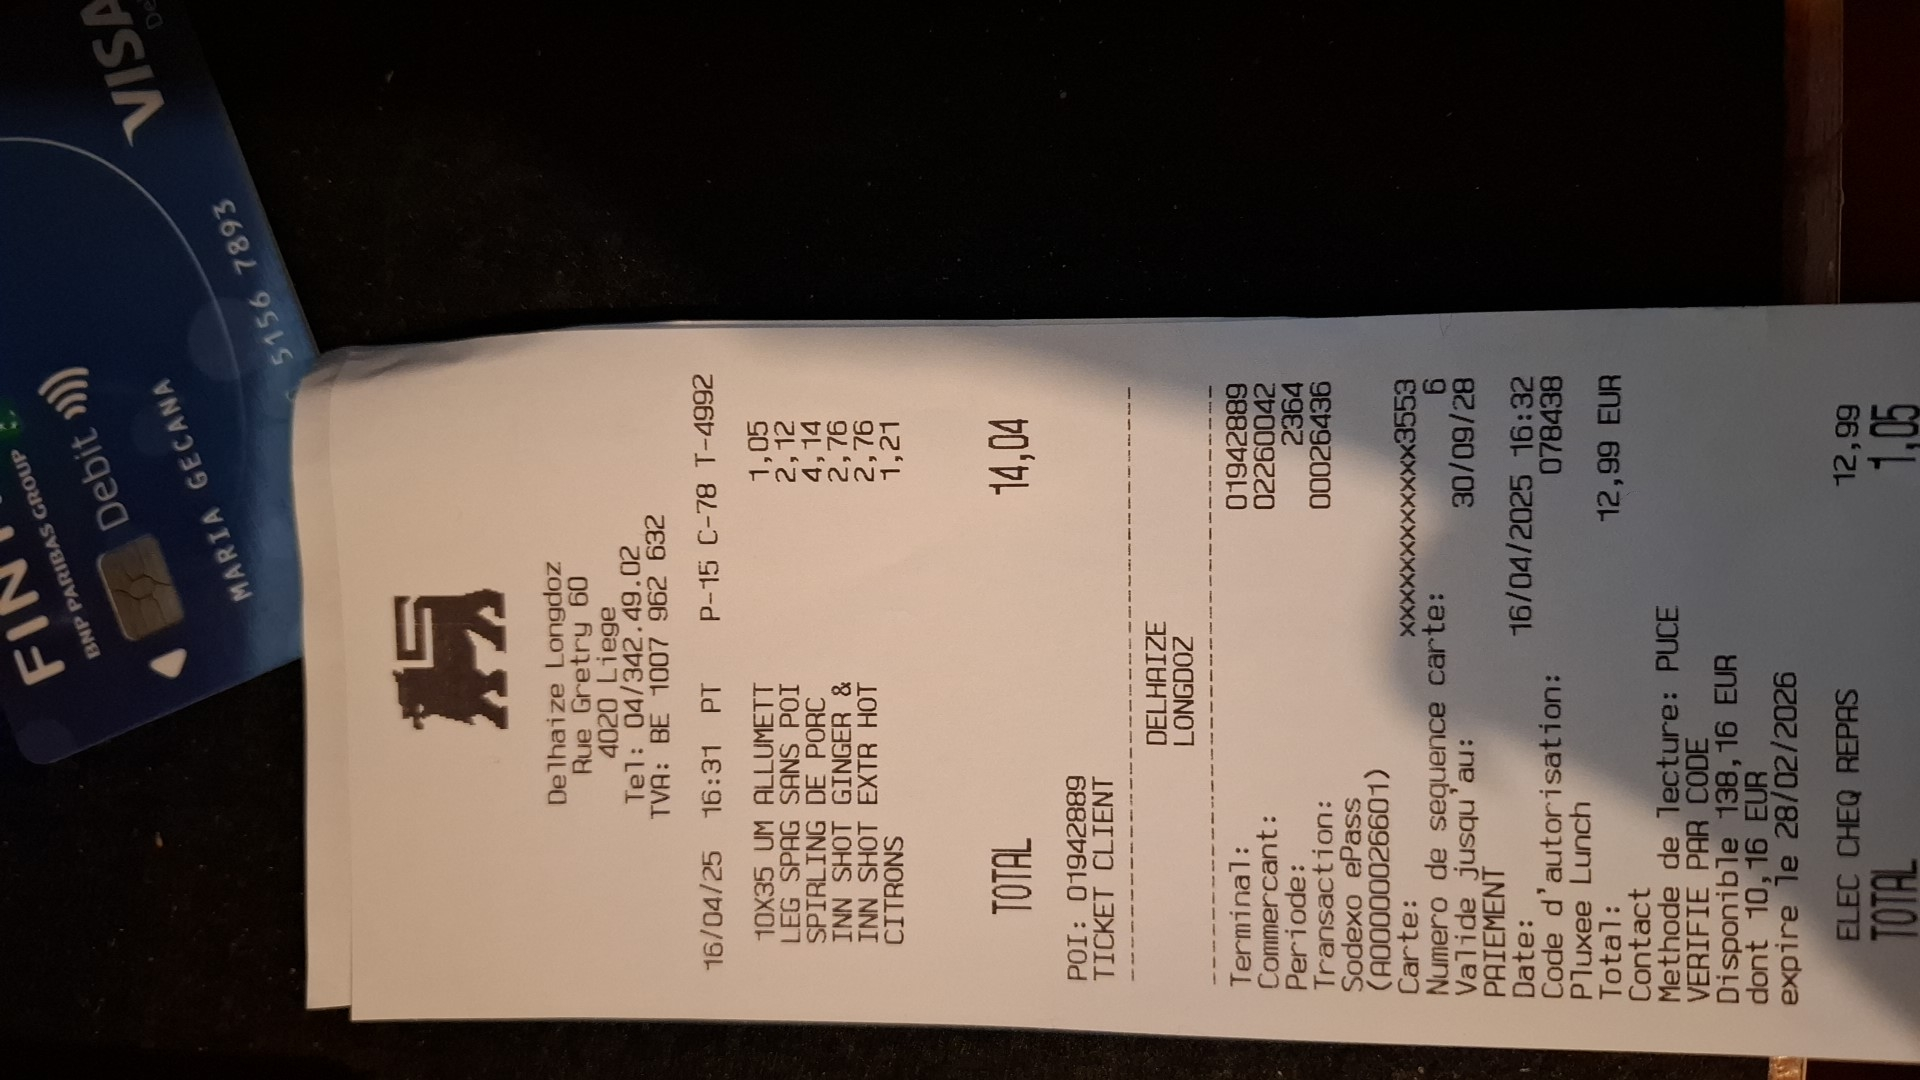 VISA
BNP PARIBAS GROUP
Debit
MARIA GECANA
5156 7893
Delhaize Longdoz
Rue Gretry 60
4020 Liege
Tel: 04/342.49.02
TVA: BE 1007 962 632
16/04/25 16:31 PT P-15 C-78 T-4992
10X35 UM ALLUMETT 1,05
LEG SPAG SANS POI 2,12
SPIRLING DE PORC 4,14
INN SHOT GINGER & 2,76
INN SHOT EXTR HOT 2,76
CITRONS 1,21
TOTAL 14,04
POI: 01942889
TICKET CLIENT
DELHAIZE
LONGDOZ
Terminal: 01942889
Commercant: 02260042
Periode: 2364
Transaction: 00026436
Sodexo ePass
(A0000026601)
Carte: xxxxxxxxxxxxxxx3553
Numero de sequence carte: 6
Valide jusqu'au: 30/09/28
PAIEMENT
Date: 16/04/2025 16:32
Code d'autorisation: 078438
Pluxee Lunch
Total: 12,99 EUR
Contact
Methode de lecture: PUCE
VERIFIE PAR CODE
Disponible 138,16 EUR
dont 10,16 EUR
expire le 28/02/2026
ELEC CHEQ REPAS 12,99
TOTAL 1,05